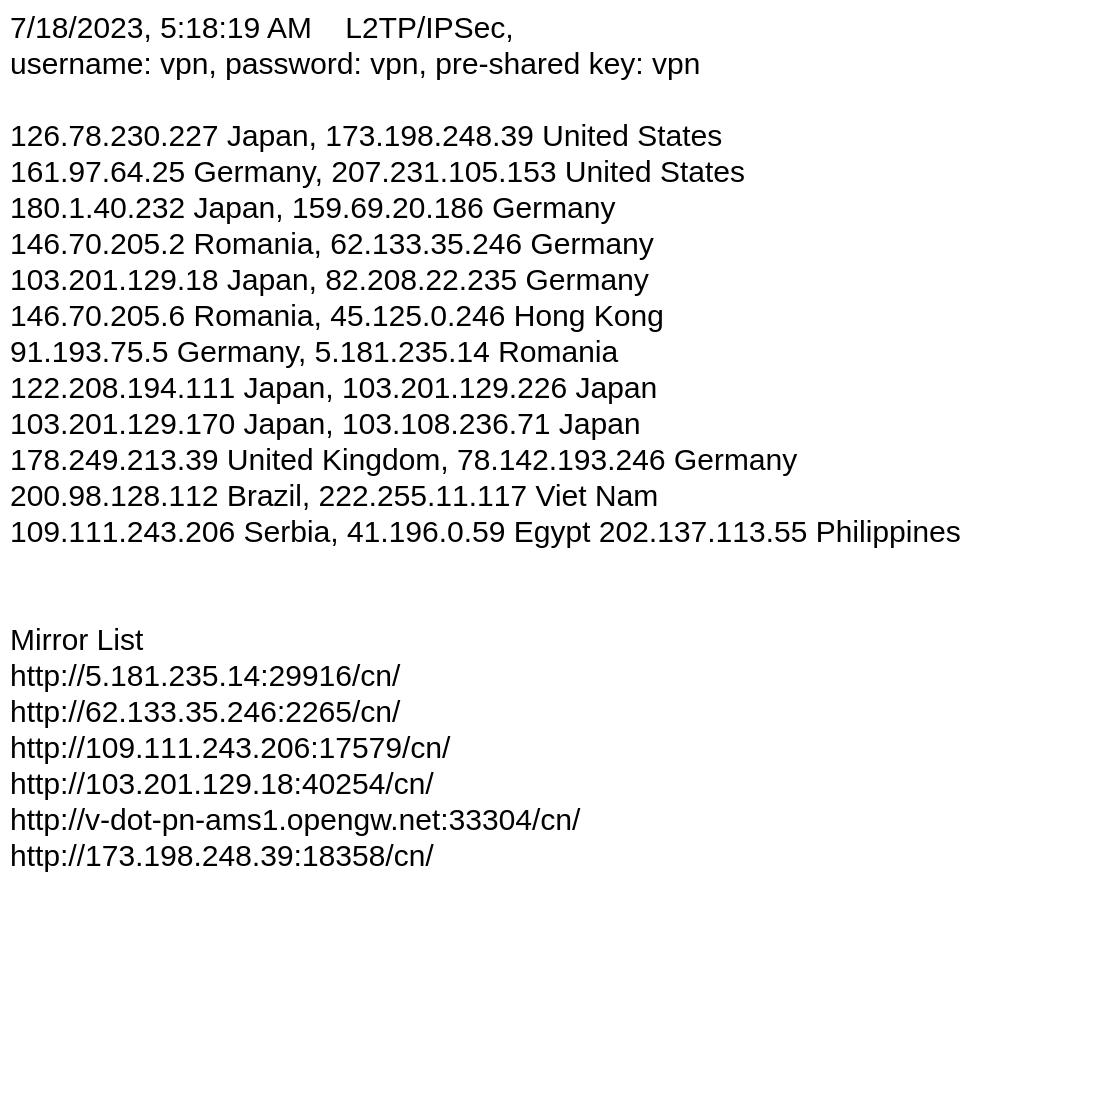 7/18/2023, 5:18:19 AM    L2TP/IPSec,
username: vpn, password: vpn, pre-shared key: vpn
126.78.230.227 Japan, 173.198.248.39 United States
161.97.64.25 Germany, 207.231.105.153 United States
180.1.40.232 Japan, 159.69.20.186 Germany
146.70.205.2 Romania, 62.133.35.246 Germany
103.201.129.18 Japan, 82.208.22.235 Germany
146.70.205.6 Romania, 45.125.0.246 Hong Kong
91.193.75.5 Germany, 5.181.235.14 Romania
122.208.194.111 Japan, 103.201.129.226 Japan
103.201.129.170 Japan, 103.108.236.71 Japan
178.249.213.39 United Kingdom, 78.142.193.246 Germany
200.98.128.112 Brazil, 222.255.11.117 Viet Nam
109.111.243.206 Serbia, 41.196.0.59 Egypt 202.137.113.55 Philippines
Mirror List
http://5.181.235.14:29916/cn/
http://62.133.35.246:2265/cn/
http://109.111.243.206:17579/cn/
http://103.201.129.18:40254/cn/
http://v-dot-pn-ams1.opengw.net:33304/cn/
http://173.198.248.39:18358/cn/